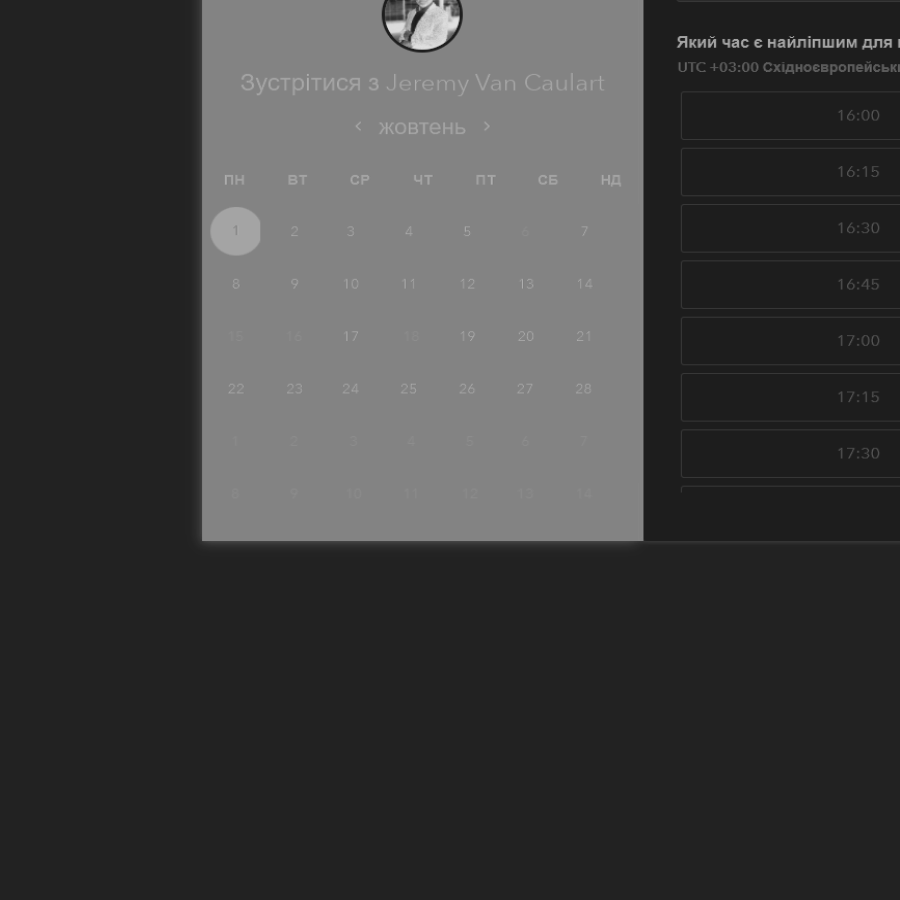 Зустрітися з Jeremy Van Caulart
жовтень
ПН ВТ СР ЧТ ПТ СБ НД
1 2 3 4 5 6 7
8 9 10 11 12 13 14
15 16 17 18 19 20 21
22 23 24 25 26 27 28
1 2 3 4 5 6 7
8 9 10 11 12 13 14
Який час є найліпшим для
UTC +03:00
16:00
16:15
16:30
16:45
17:00
17:15
17:30